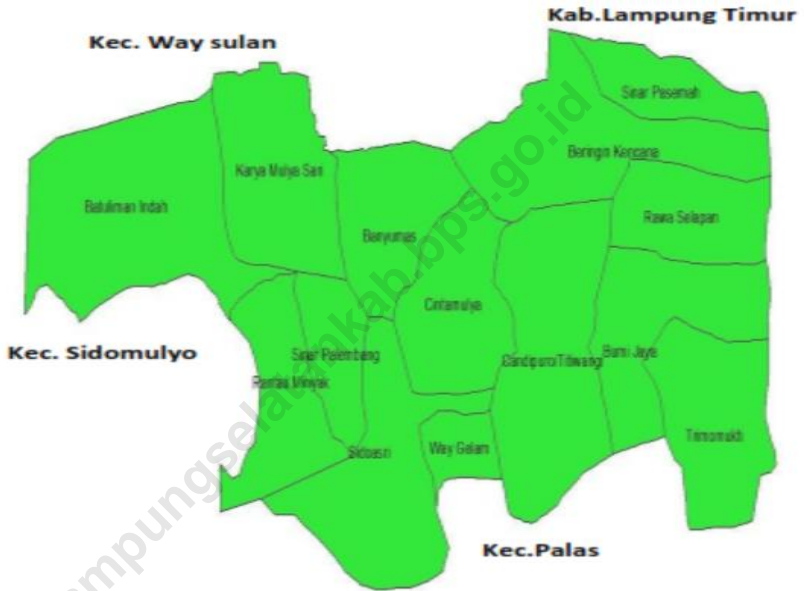 Kab.Lampung Timur
Kec. Way sulan
Sinar Pasemah
Beringin Kencana
Karya Mulya Sari
Batuliman Indah
Rawa Selapan
Banyumas
Cintamulya
Kec. Sidomulyo
Sinar Palembang
Bumi Jaya
Candipuro/Titiwangi
Rantau Minyak
Trimomukti
Way Gelam
Sidoasri
Kec.Palas
mpungselatankab.bps.go.id